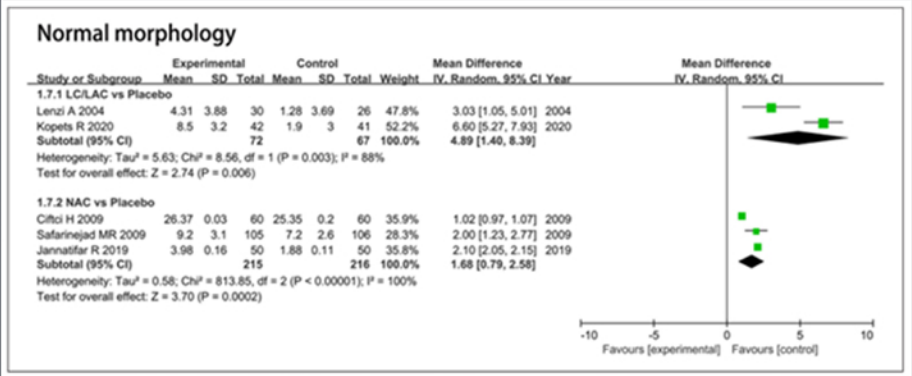 Normal morphology
Experimental Control Mean Difference Mean Difference
Study or Subgroup Mean SD Total Mean SD Total Weight IV, Random, 95% CI Year IV, Random, 95% CI
1.7.1 LC/LAC vs Placebo
Lenzi A 2004 4.31 3.88 30 1.28 3.69 26 47.8% 3.03 [1.05, 5.01] 2004
Kopets R 2020 8.5 3.2 42 1.9 3 41 52.2% 6.60 [5.27, 7.93] 2020
Subtotal (95% CI) 72 67 100.0% 4.89 [1.40, 8.39]
Heterogeneity: Tau² = 5.63; Chi² = 8.56, df = 1 (P = 0.003); I² = 88%
Test for overall effect: Z = 2.74 (P = 0.006)
1.7.2 NAC vs Placebo
Ciftci H 2009 26.37 0.03 60 25.35 0.2 60 35.9% 1.02 [0.97, 1.07] 2009
Safarinejad MR 2009 9.2 3.1 105 7.2 2.6 106 28.3% 2.00 [1.23, 2.77] 2009
Jannatifar R 2019 3.98 0.16 50 1.88 0.11 50 35.8% 2.10 [2.05, 2.15] 2019
Subtotal (95% CI) 215 216 100.0% 1.68 [0.79, 2.58]
Heterogeneity: Tau² = 0.58; Chi² = 813.85, df = 2 (P < 0.00001); I² = 100%
Test for overall effect: Z = 3.70 (P = 0.0002)
-10 -5 0 5 10
Favours [experimental] Favours [control]